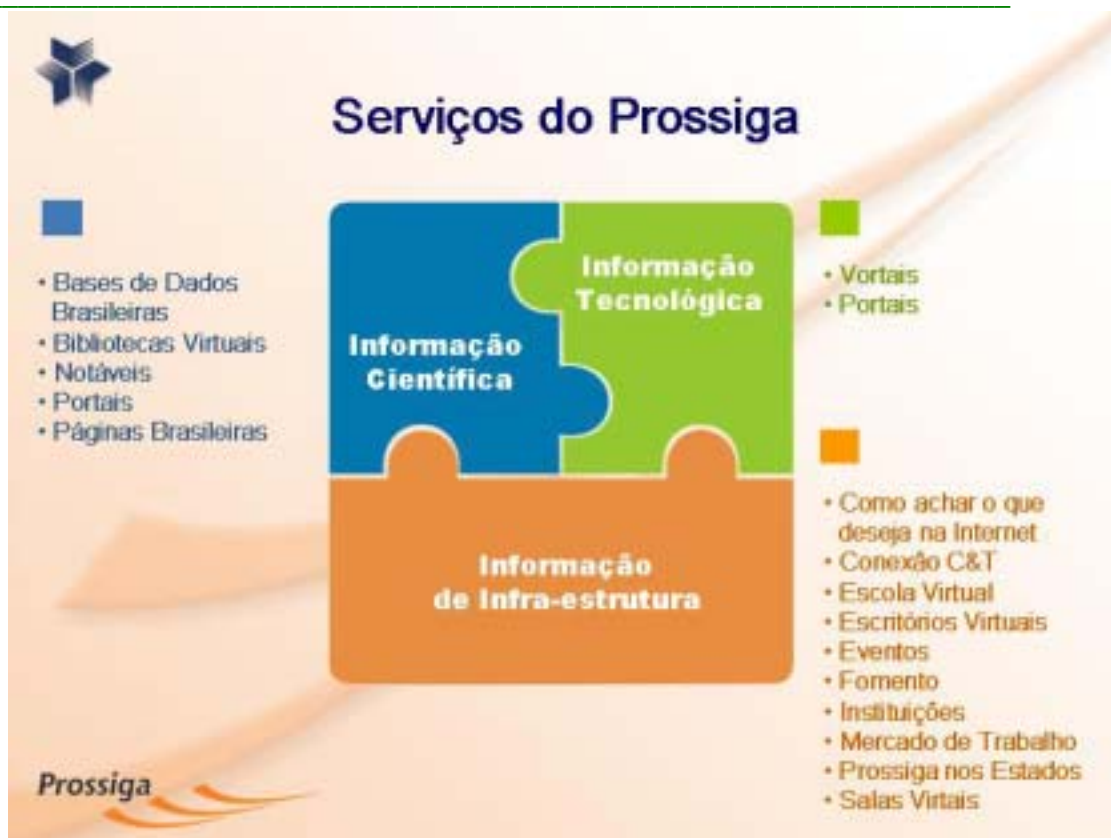 Serviços do Prossiga
• Bases de Dados
Brasileiras
• Bibliotecas Virtuais
• Notáveis
• Portais
• Páginas Brasileiras
Informação
Científica
Informação
Tecnológica
Informação
de Infra-estrutura
• Vortais
• Portais
• Como achar o que
deseja na Internet
• Conexão C&T
• Escola Virtual
• Escritórios Virtuais
• Eventos
• Fomento
• Instituições
• Mercado de Trabalho
• Prossiga nos Estados
• Salas Virtais
Prossiga